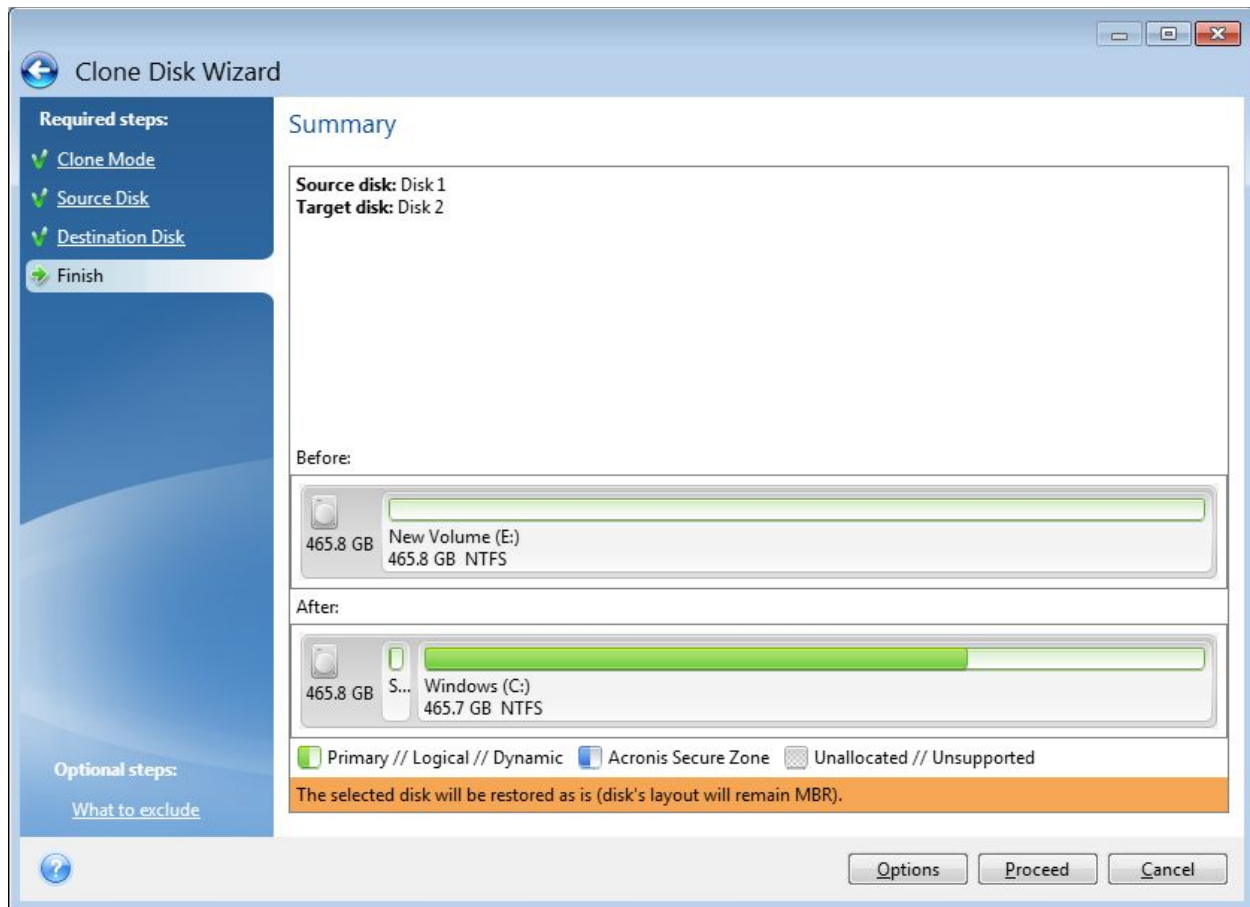 Clone Disk Wizard
Required steps:
Clone Mode
Source Disk
Destination Disk
Finish
Optional steps:
What to exclude
Summary
Source disk: Disk 1
Target disk: Disk 2
Before:
465.8 GB
New Volume (E:)
465.8 GB NTFS
After:
465.8 GB
S...
Windows (C:)
465.7 GB NTFS
Primary // Logical // Dynamic Acronis Secure Zone Unallocated // Unsupported
The selected disk will be restored as is (disk's layout will remain MBR).
?
Options Proceed Cancel